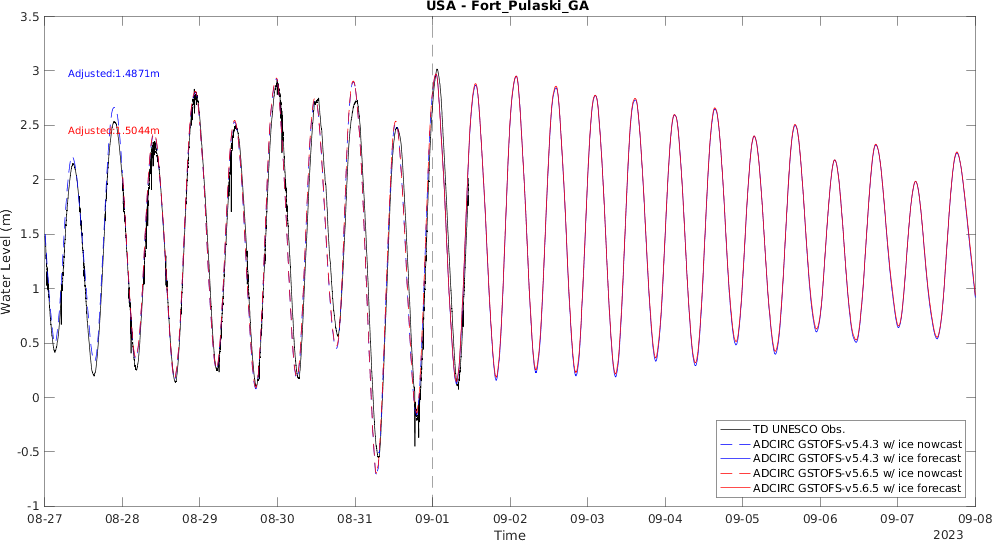 USA - Fort_Pulaski_GA
3.5
3
2.5
2
1.5
1
0.5
0
-0.5
-1
Water Level (m)
Adjusted:1.4871m
Adjusted:1.5044m
TD UNESCO Obs.
ADCIRC GSTOFS-v5.4.3 w/ ice nowcast
ADCIRC GSTOFS-v5.4.3 w/ ice forecast
ADCIRC GSTOFS-v5.6.5 w/ ice nowcast
ADCIRC GSTOFS-v5.6.5 w/ ice forecast
08-27 08-28 08-29 08-30 08-31 09-01 09-02 09-03 09-04 09-05 09-06 09-07 09-08
Time
2023